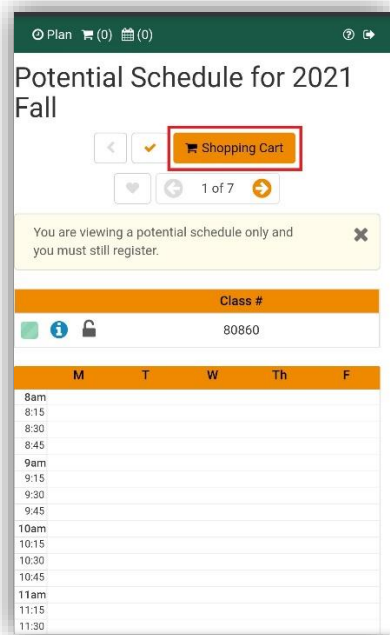 Plan (0) (0)
Potential Schedule for 2021
Fall
Shopping Cart
1 of 7
You are viewing a potential schedule only and
you must still register.
Class #
80860
M T W Th F
8am
8:15
8:30
8:45
9am
9:15
9:30
9:45
10am
10:15
10:30
10:45
11am
11:15
11:30